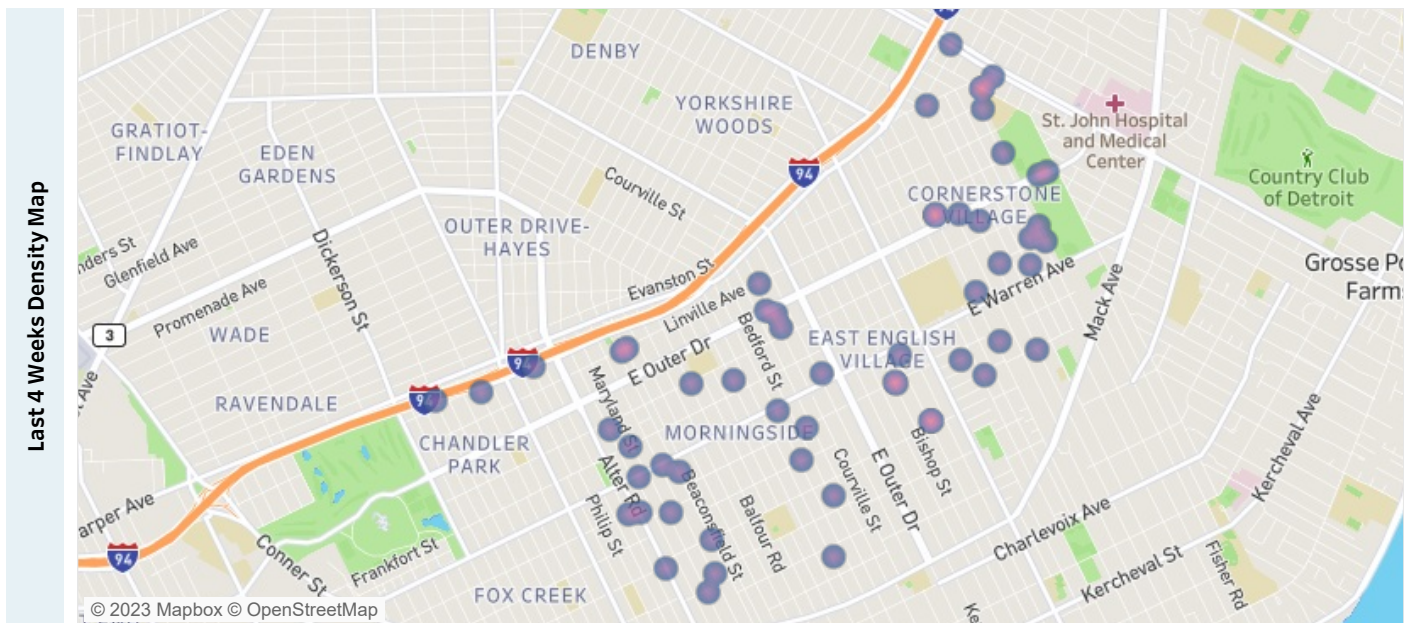 Last 4 Weeks Density Map
94
DENBY
YORKSHIRE
WOODS
GRATIOT-
FINDLAY
EDEN
GARDENS
St. John Hospital
and Medical
Center
94
Country Club
of Detroit
Courville St
CORNERSTONE
VILLAGE
OUTER DRIVE-
HAYES
nders St
Glenfield Ave
Dickerson St
Evanston St
Grosse Po
Farms
E Warren Ave
Mack Ave
Promenade Ave
Linville Ave
3
WADE
Bedford St
EAST ENGLISH
VILLAGE
E Outer Dr
94
94
RAVENDALE
Maryland St
Kercheval Ave
CHANDLER
PARK
MORNINGSIDE
Bishop St
Alter Rd
Beaconsfield St
Courville St
E Outer Dr
Philip St
Balfour Rd
arper Ave
Charlevoix Ave
94
Conner St
Frankfort St
Kercheval St
Fisher Rd
FOX CREEK
Ke
© 2023 Mapbox © OpenStreetMap